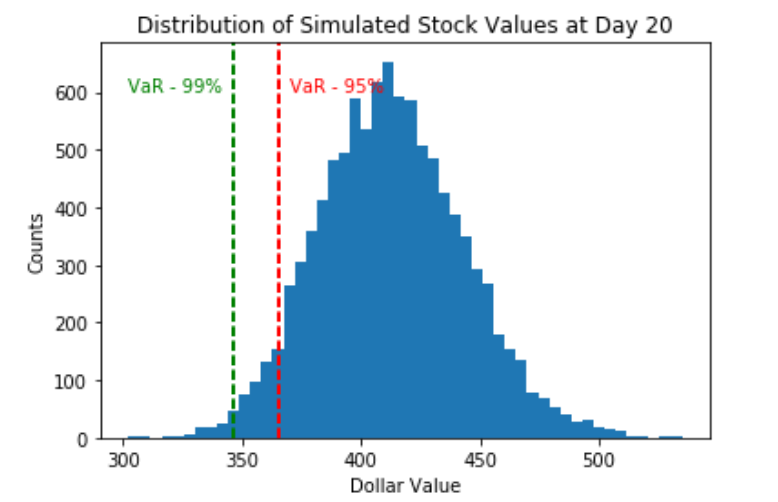 Distribution of Simulated Stock Values at Day 20
VaR - 99%
VaR - 95%
600
500
400
300
200
100
0
Counts
300
350
400
450
500
Dollar Value